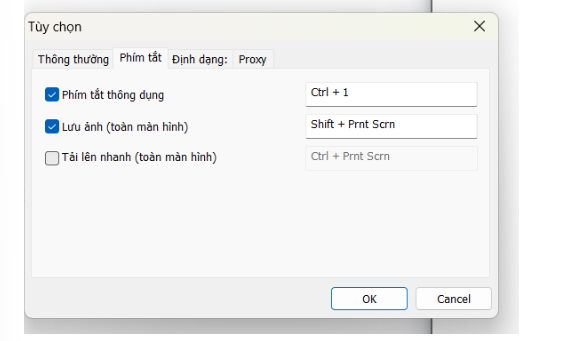 Tùy chọn
Thông thường Phím tắt Định dạng: Proxy
Phím tắt thông dụng Ctrl + 1
Lưu ảnh (toàn màn hình) Shift + Prnt Scrn
Tải lên nhanh (toàn màn hình) Ctrl + Prnt Scrn
OK Cancel